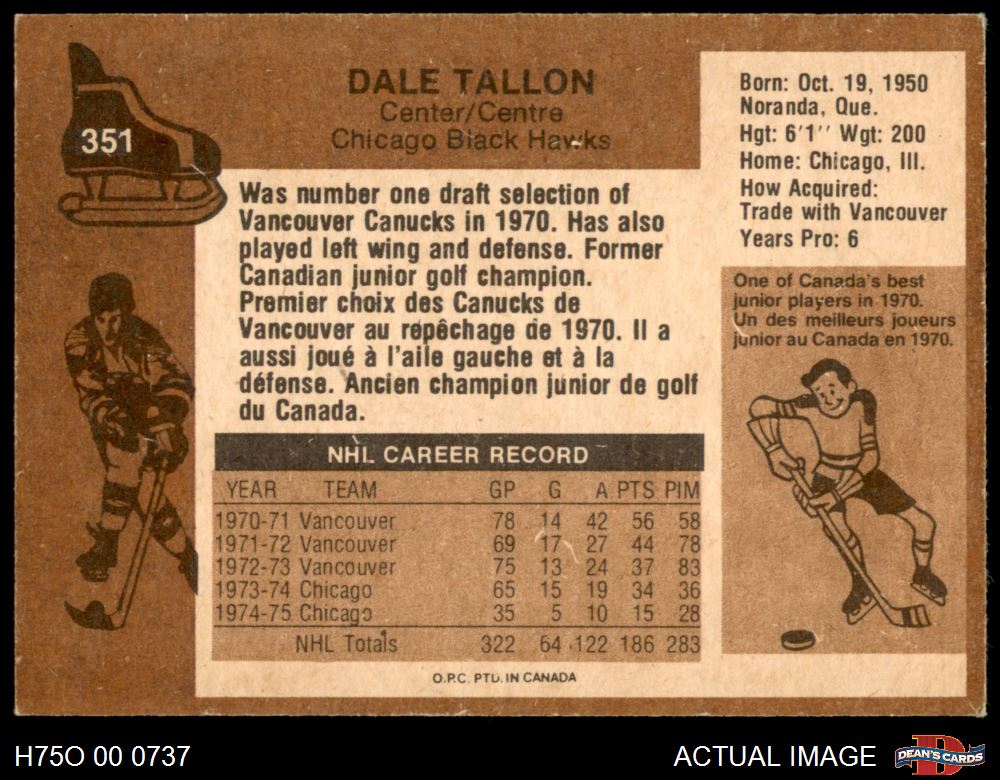 351
DALE TALLON
Center/Centre
Chicago Black Hawks
Born: Oct. 19, 1950
Noranda, Que.
Hgt: 6'1'' Wgt: 200
Home: Chicago, Ill.
How Acquired:
Trade with Vancouver
Years Pro: 6
Was number one draft selection of
Vancouver Canucks in 1970. Has also
played left wing and defense. Former
Canadian junior golf champion.
Premier choix des Canucks de
Vancouver au repêchage de 1970. Il a
aussi joué à l'aile gauche et à la
défense. Ancien champion junior de golf
du Canada.
One of Canada's best
junior players in 1970.
Un des meilleurs joueurs
junior au Canada en 1970.
NHL CAREER RECORD
YEAR TEAM GP G A PTS PIM
1970-71 Vancouver 78 14 42 56 58
1971-72 Vancouver 69 17 27 44 78
1972-73 Vancouver 75 13 24 37 83
1973-74 Chicago 65 15 19 34 36
1974-75 Chicago 35 5 10 15 28
NHL Totals 322 64 122 186 283
O.P.C. PTD. IN CANADA
H75O 00 0737
ACTUAL IMAGE
D
DEAN'S CARDS